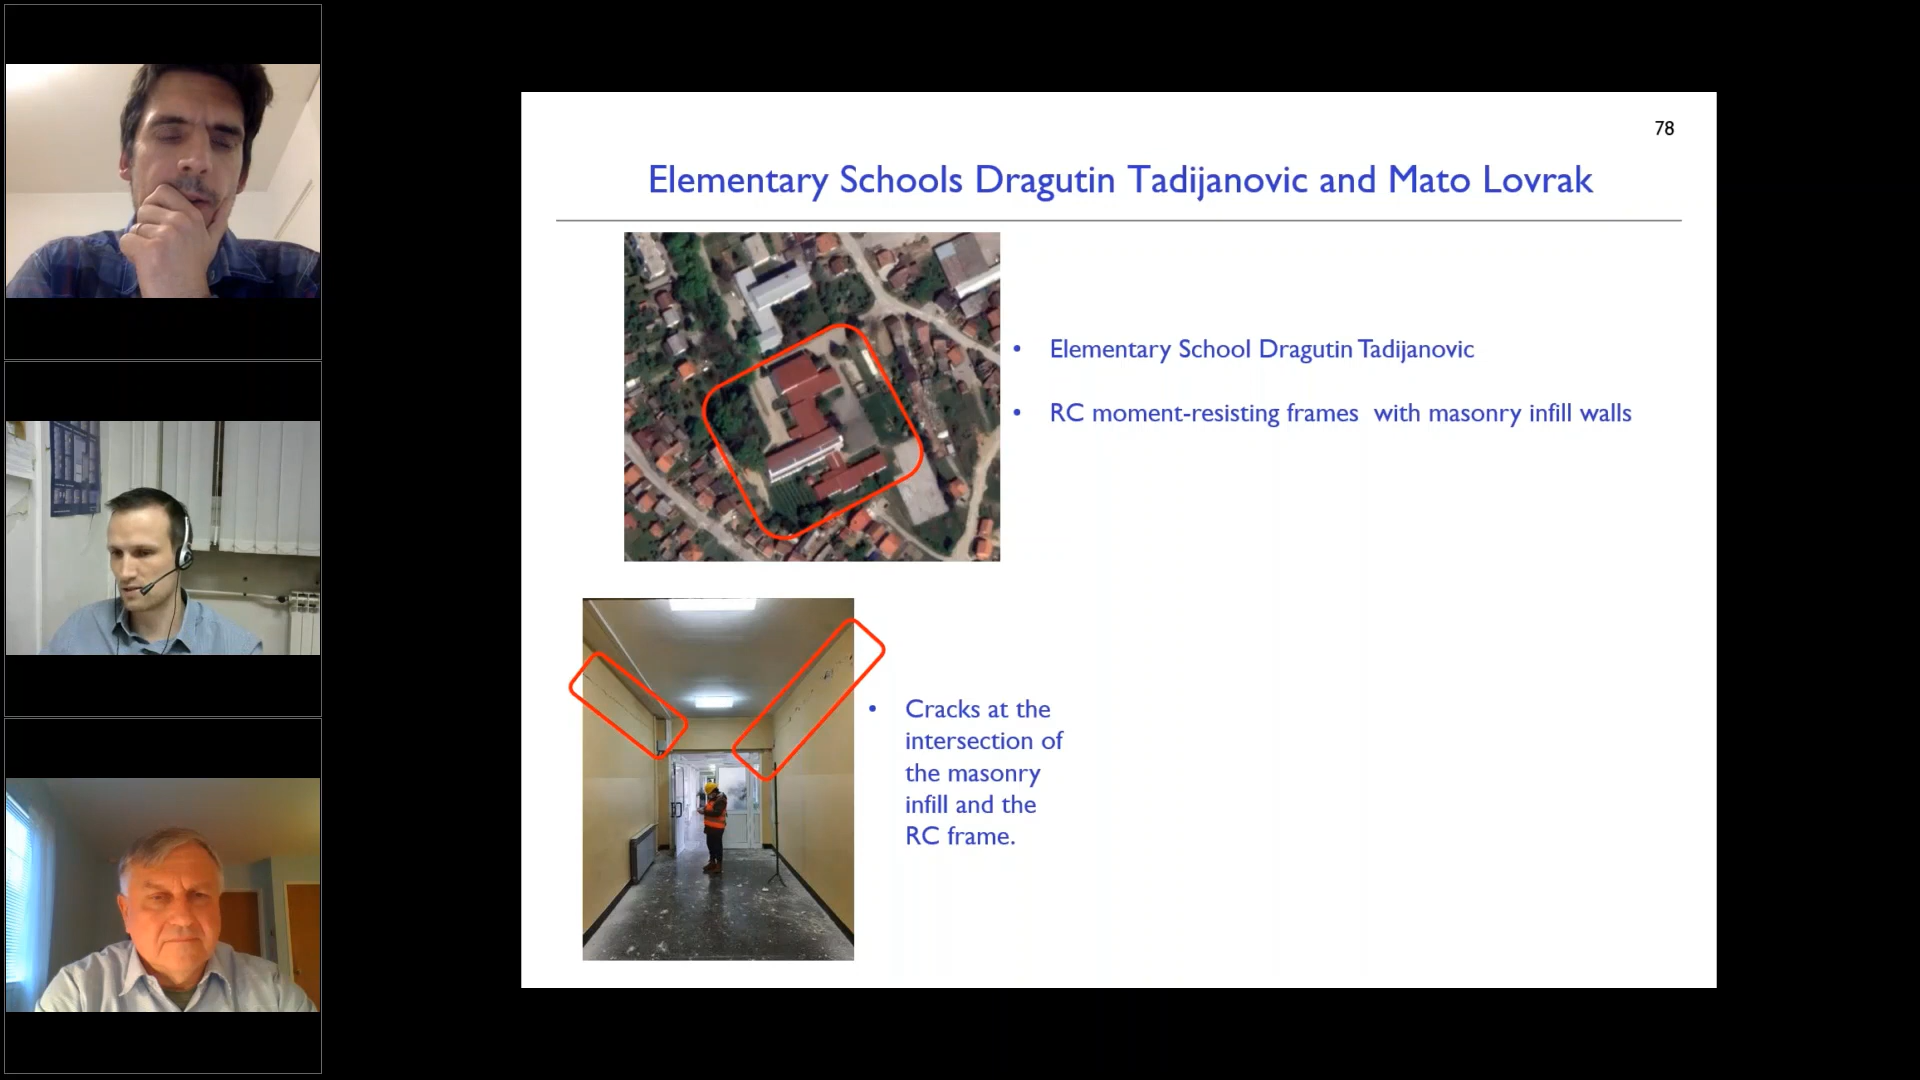 78
Elementary Schools Dragutin Tadijanovic and Mato Lovrak
• Elementary School Dragutin Tadijanovic
• RC moment-resisting frames with masonry infill walls
• Cracks at the
intersection of
the masonry
infill and the
RC frame.